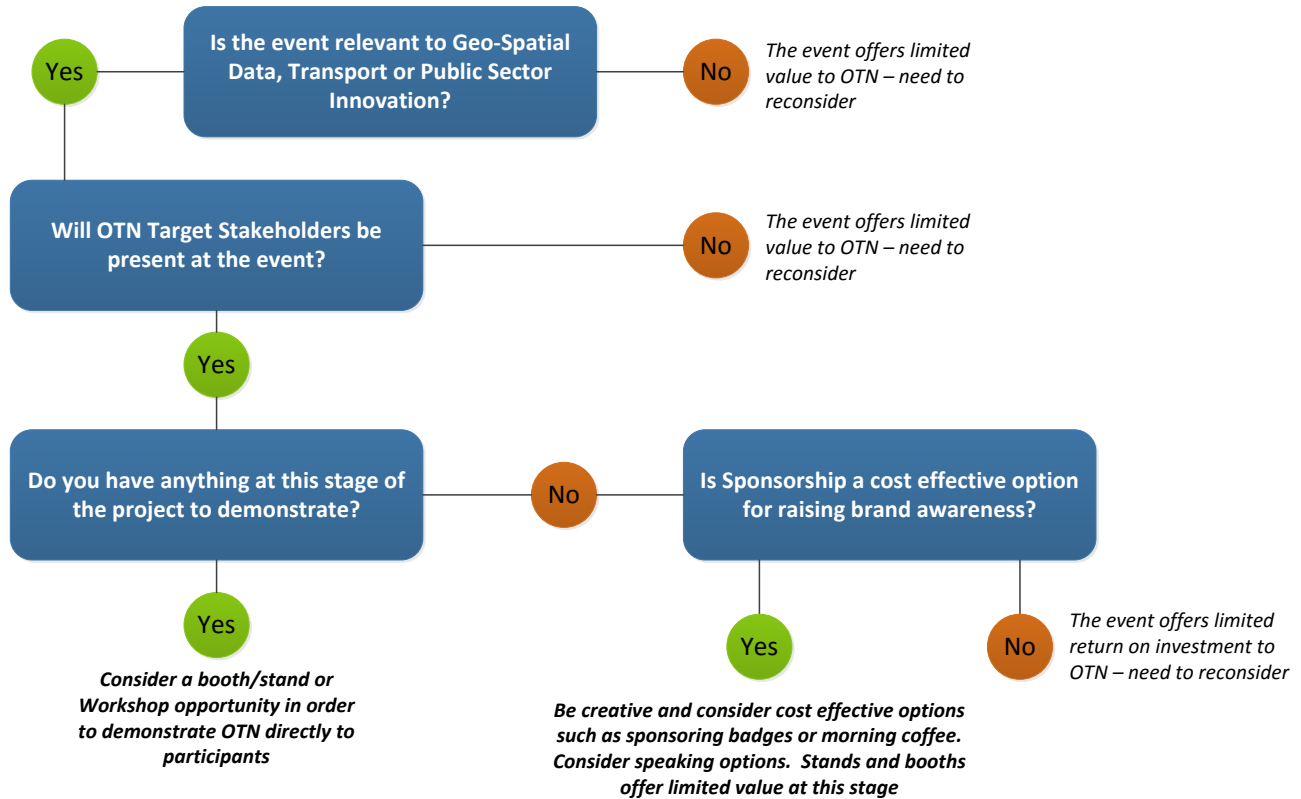 Is the event relevant to Geo-Spatial
Data, Transport or Public Sector
Innovation?
Yes
No
The event offers limited
value to OTN – need to
reconsider
Will OTN Target Stakeholders be
present at the event?
No
The event offers limited
value to OTN – need to
reconsider
Yes
Do you have anything at this stage of
the project to demonstrate?
No
Is Sponsorship a cost effective option
for raising brand awareness?
Yes
Consider a booth/stand or
Workshop opportunity in order
to demonstrate OTN directly to
participants
Yes
Be creative and consider cost effective options
such as sponsoring badges or morning coffee.
Consider speaking options.  Stands and booths
offer limited value at this stage
No
The event offers limited
return on investment to
OTN – need to reconsider